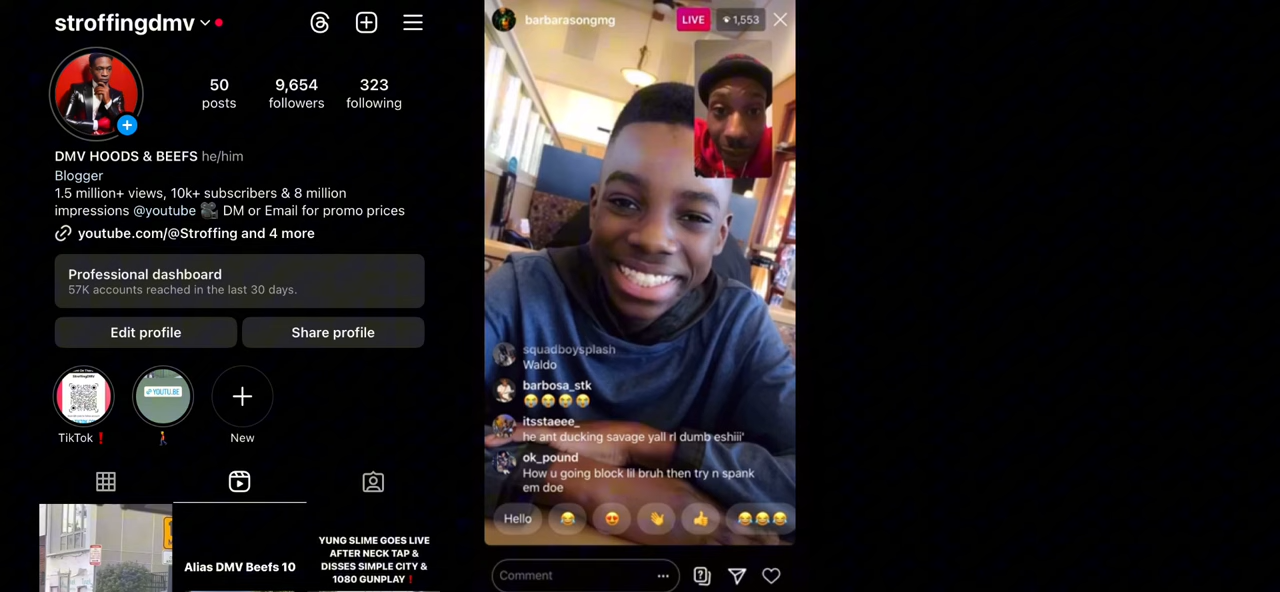 stroffingdmv
50 9,654 323
posts followers following
DMV HOODS & BEEFS he/him
Blogger
1.5 million+ views, 10k+ subscribers & 8 million
impressions @youtube 🎥 DM or Email for promo prices
youtube.com/@Stroffing and 4 more
Professional dashboard
57K accounts reached in the last 30 days.
Edit profile Share profile
YOUTU.BE
TikTok❗ 🚶 New
Alias DMV Beefs 10
YUNG SLIME GOES LIVE
AFTER NECK TAP &
DISSES SIMPLE CITY &
1080 GUNPLAY❗
barbarasongmg LIVE 1,553
squadboysplash
Waldo
barbosa_stk
😭😭😭😭
itsstaeee_
he ant ducking savage yall rl dumb eshiii'
ok_pound
How u going block lil bruh then try n spank
em doe
Hello 😂 😍 👋 👍 😂😂😂
Comment ...